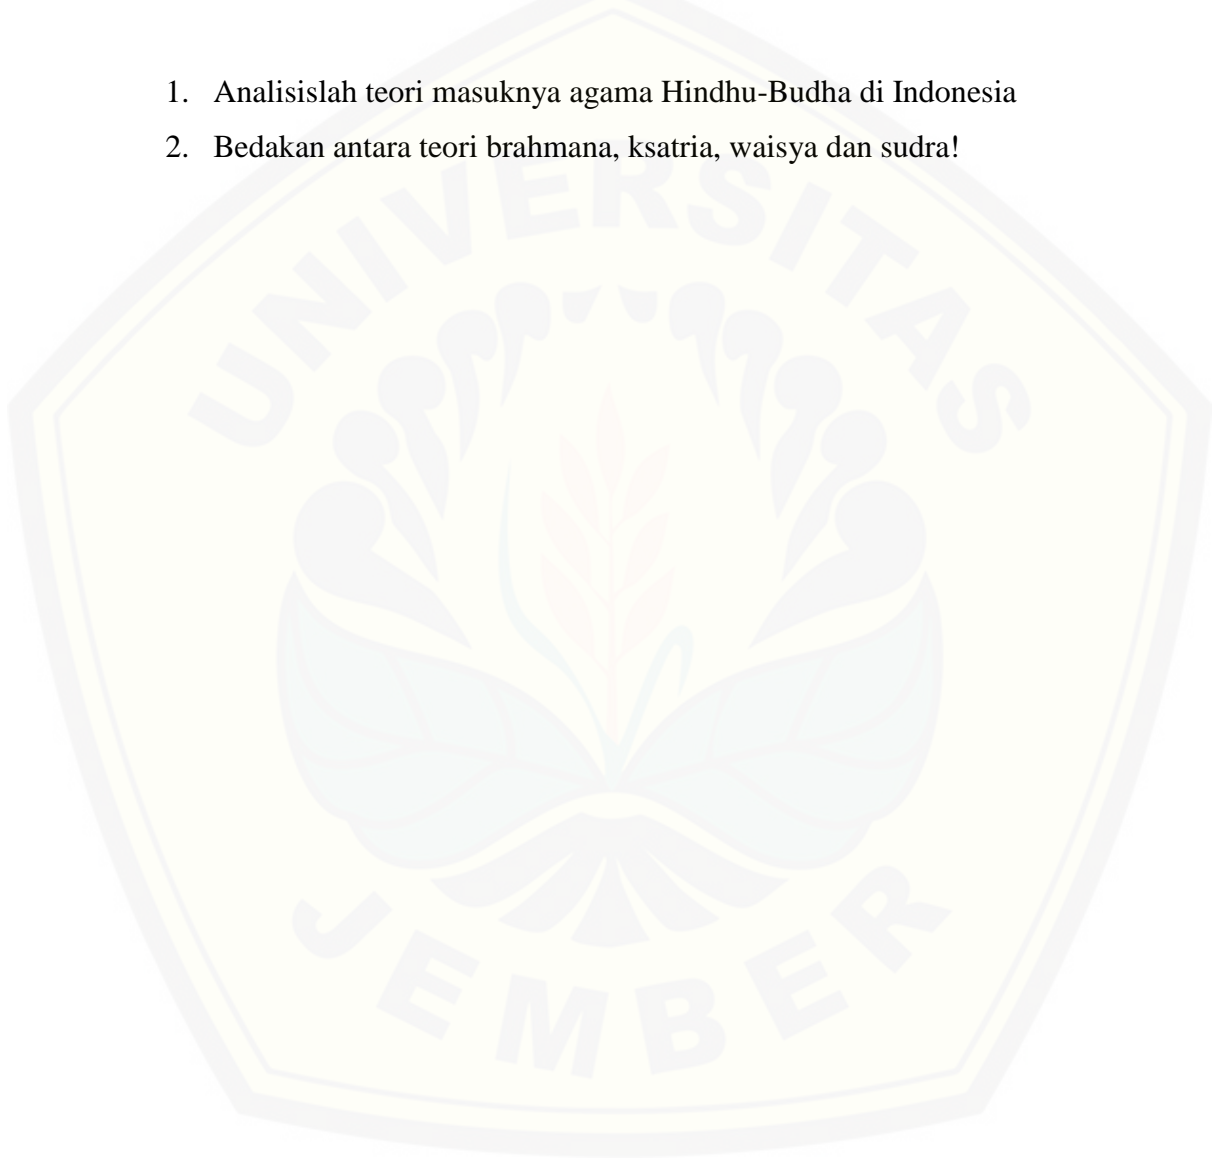 1. Analisislah teori masuknya agama Hindhu-Budha di Indonesia
2. Bedakan antara teori brahmana, ksatria, waisya dan sudra!
UNIVERSITAS
JEMBER